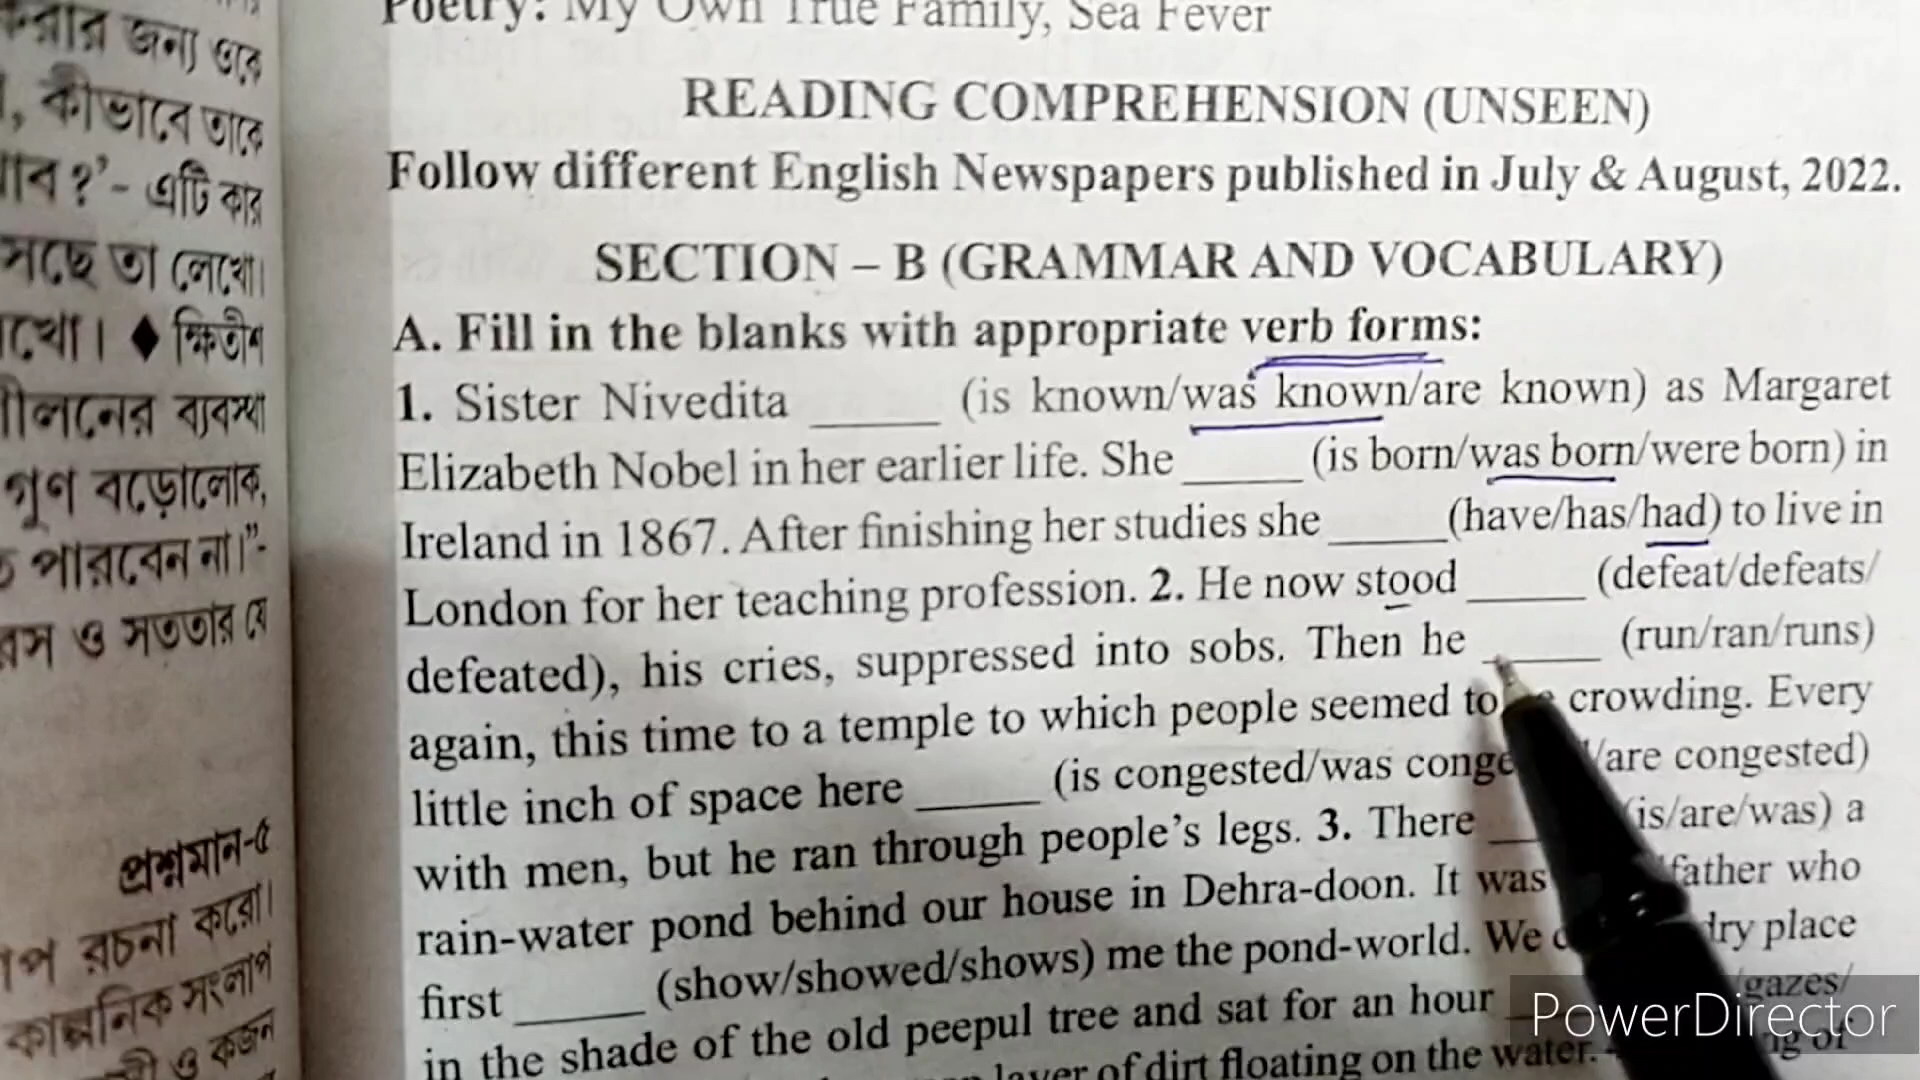 করার জন্য ওকে
, কীভাবে তাকে
?’- এটি কার
তা লেখো।
। ♦ ক্ষিতীশ
ব্যবস্থা
গুণ বড়োলোক,
পারবেন না।”-
ও সততার যে
প্রশ্নমান-৫
রচনা করো।
কাল্পনিক সংলাপ
ও কজন
Poetry: My Own True Family, Sea Fever
READING COMPREHENSION (UNSEEN)
Follow different English Newspapers published in July & August, 2022.
SECTION – B (GRAMMAR AND VOCABULARY)
A. Fill in the blanks with appropriate verb forms:
1. Sister Nivedita _____ (is known/was known/are known) as Margaret
Elizabeth Nobel in her earlier life. She _____ (is born/was born/were born) in
Ireland in 1867. After finishing her studies she _____ (have/has/had) to live in
London for her teaching profession. 2. He now stood _____ (defeat/defeats/
defeated), his cries, suppressed into sobs. Then he _____ (run/ran/runs)
again, this time to a temple to which people seemed to crowding. Every
little inch of space here _____ (is congested/was /are congested)
with men, but he ran through people’s legs. 3. There (is/are/was) a
rain-water pond behind our house in Dehra-doon. It was father who
first _____ (show/showed/shows) me the pond-world. We dry place
in the shade of the old peepul tree and sat for an hour /gazes/
layer of dirt floating on the water. of
PowerDirector